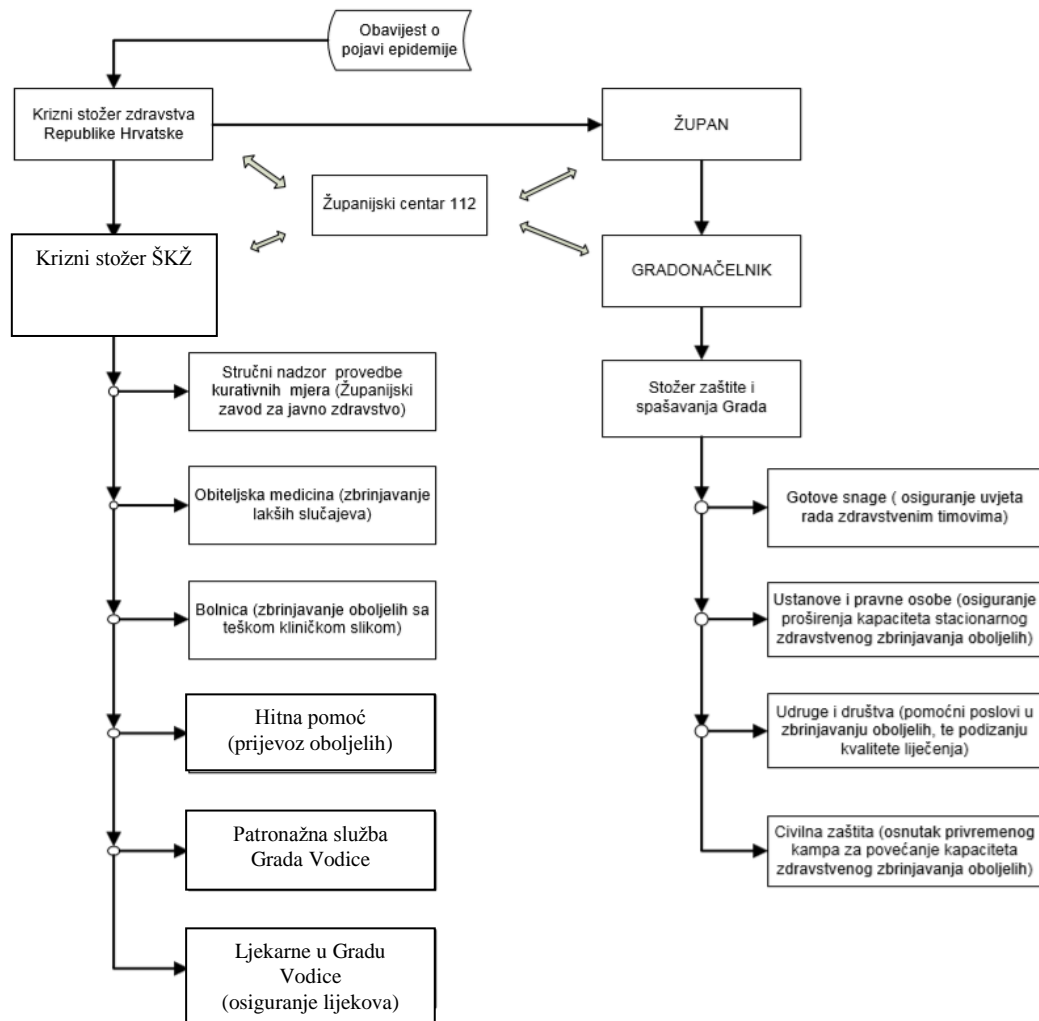 Obavijest o
pojavi epidemije
Krizni stožer zdravstva
Republike Hrvatske
ŽUPAN
Županijski centar 112
Krizni stožer ŠKŽ
GRADONAČELNIK
Stručni nadzor provedbe
kurativnih mjera (Županijski
zavod za javno zdravstvo)
Stožer zaštite i
spašavanja Grada
Obiteljska medicina (zbrinjavanje
lakših slučajeva)
Gotove snage ( osiguranje uvjeta
rada zdravstvenim timovima)
Bolnica (zbrinjavanje oboljelih sa
teškom kliničkom slikom)
Ustanove i pravne osobe (osiguranje
proširenja kapaciteta stacionarnog
zdravstvenog zbrinjavanja oboljelih)
Hitna pomoć
(prijevoz oboljelih)
Udruge i društva (pomoćni poslovi u
zbrinjavanju oboljelih, te podizanju
kvalitete liječenja)
Patronažna služba
Grada Vodice
Civilna zaštita (osnutak privremenog
kampa za povećanje kapaciteta
zdravstvenog zbrinjavanja oboljelih)
Ljekarne u Gradu
Vodice
(osiguranje lijekova)